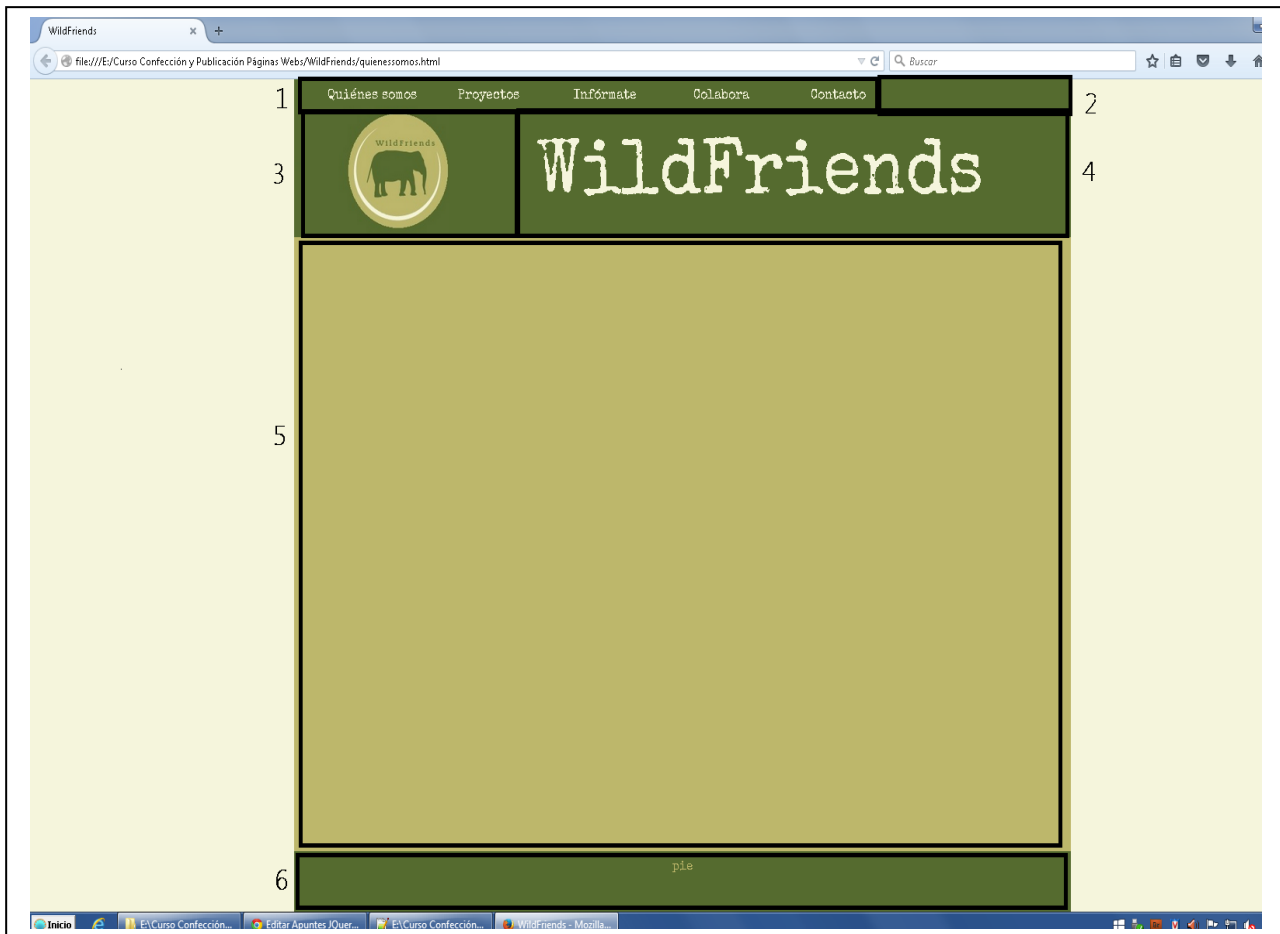 WildFriends
file:///E:/Curso Confección y Publicación Páginas Webs/WildFriends/quienessomos.html
Buscar
1
Quiénes somos Proyectos Infórmate Colabora Contacto
2
3
WildFriends
WildFriends
4
5
pie
6
Inicio
E:\Curso Confección...
Editar Apuntes JQuer...
E:\Curso Confección...
WildFriends - Mozilla...